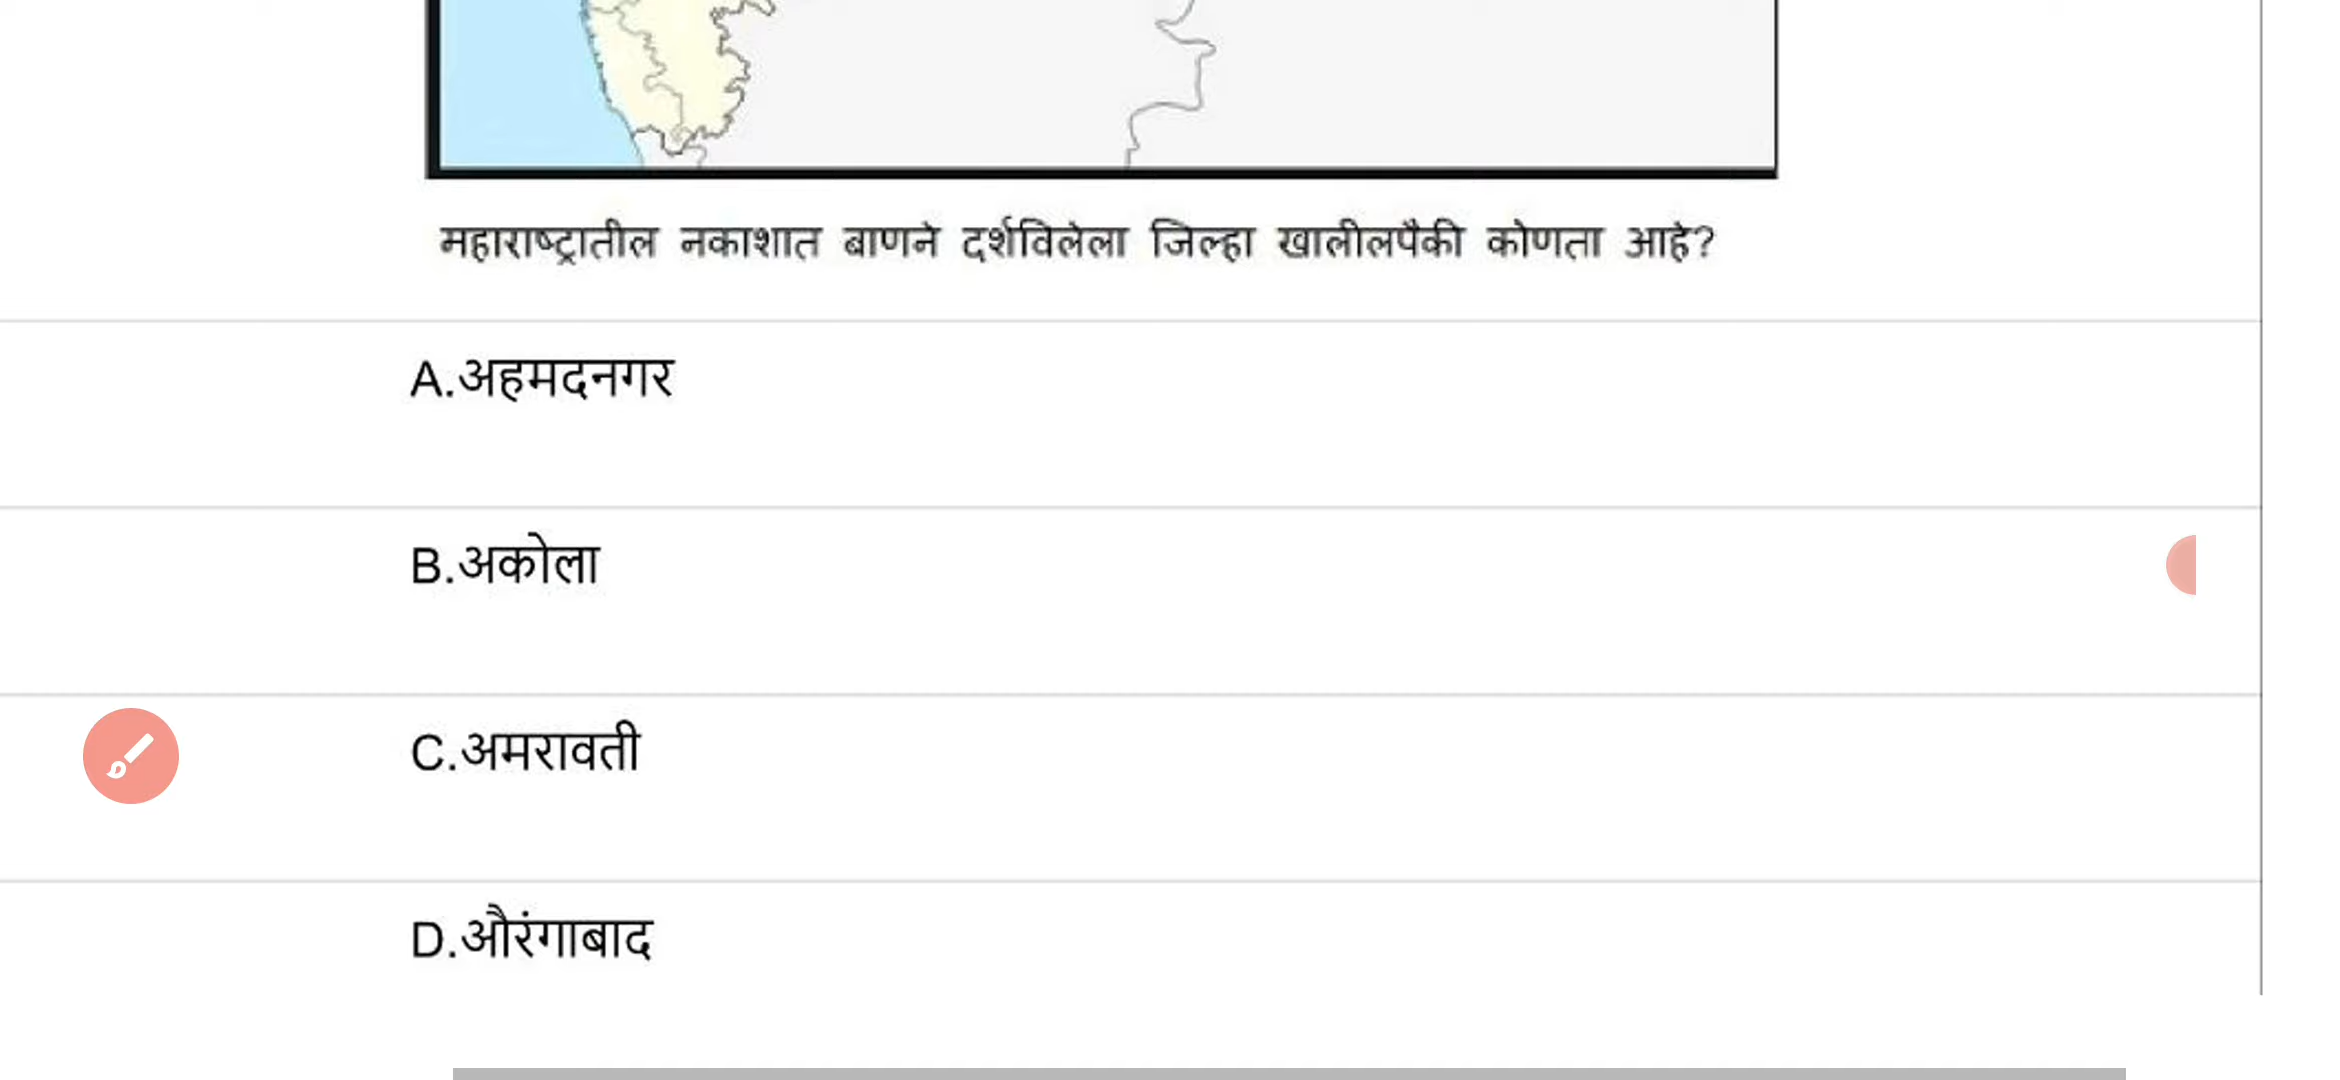 महाराष्ट्रातील नकाशात बाणने दर्शविलेला जिल्हा खालीलपैकी कोणता आहे?
A.अहमदनगर
B.अकोला
C.अमरावती
D.औरंगाबाद